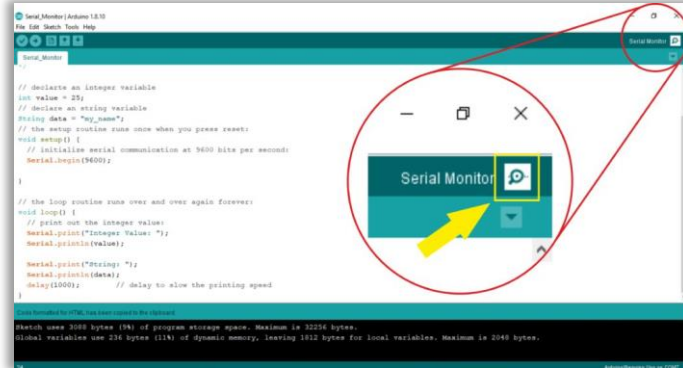 Serial_Monitor | Arduino 1.8.10
File Edit Sketch Tools Help
Serial Monitor
Serial_Monitor
// declarte an integer variable
int value = 25;
// declare an string variable
String data = "my_name";
// the setup routine runs once when you press reset:
void setup() {
// initialize serial communication at 9600 bits per second:
Serial.begin(9600);
}
// the loop routine runs over and over again forever:
void loop() {
// print out the integer value:
Serial.print("Integer Value: ");
Serial.println(value);
Serial.print("String: ");
Serial.println(data);
delay(1000); // delay to slow the printing speed
}
Serial Monitor
Code formatted for HTML has been copied to the clipboard.
Sketch uses 3088 bytes (9%) of program storage space. Maximum is 32256 bytes.
Global variables use 236 bytes (11%) of dynamic memory, leaving 1812 bytes for local variables. Maximum is 2048 bytes.
24